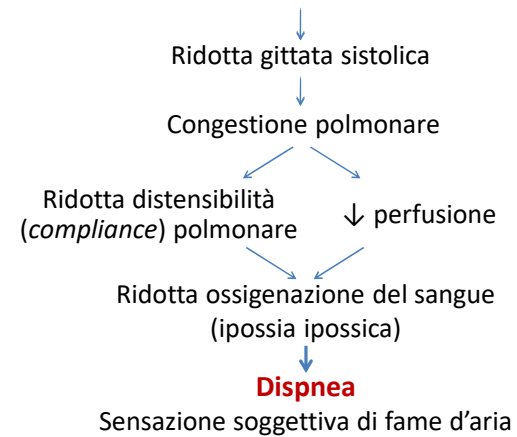 Ridotta gittata sistolica
Congestione polmonare
Ridotta distensibilità
(compliance) polmonare
↓ perfusione
Ridotta ossigenazione del sangue
(ipossia ipossica)
Dispnea
Sensazione soggettiva di fame d'aria